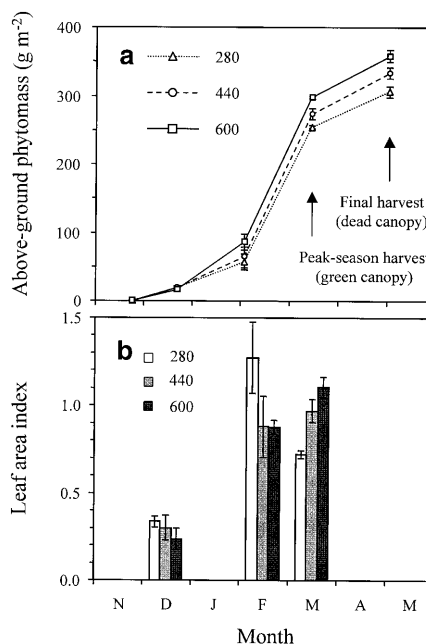 Above-ground phytomass (g m⁻²)
400
300
200
100
0
a
280
440
600
Final harvest
(dead canopy)
Peak-season harvest
(green canopy)
Leaf area index
1.5
1.0
0.5
0.0
b
280
440
600
N D J F M A M
Month